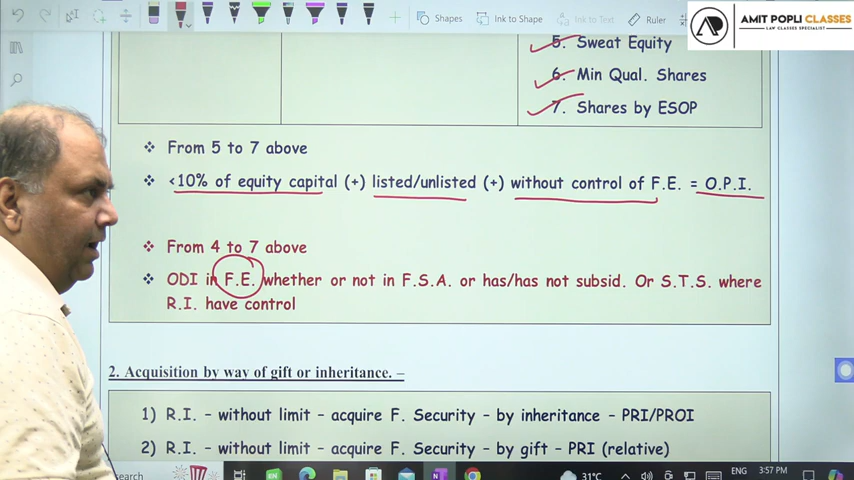 Shapes
Ink to Shape
Ink to Text
Ruler
AMIT POPLI CLASSES
LAW CLASSES SPECIALIST
5. Sweat Equity
6. Min Qual. Shares
7. Shares by ESOP
❖ From 5 to 7 above
❖ <10% of equity capital (+) listed/unlisted (+) without control of F.E. = O.P.I.
❖ From 4 to 7 above
❖ ODI in F.E. whether or not in F.S.A. or has/has not subsid. Or S.T.S. where
R.I. have control
2. Acquisition by way of gift or inheritance. –
1) R.I. – without limit – acquire F. Security – by inheritance – PRI/PROI
2) R.I. – without limit – acquire F. Security – by gift – PRI (relative)
earch
31°C
ENG
3:57 PM